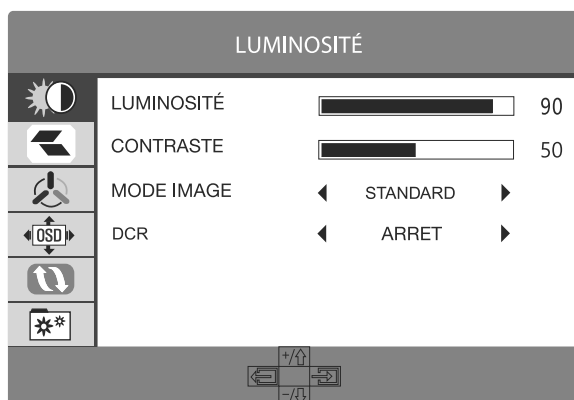 LUMINOSITÉ
LUMINOSITÉ 90
CONTRASTE 50
MODE IMAGE STANDARD
DCR ARRET
OSD
+/
-/